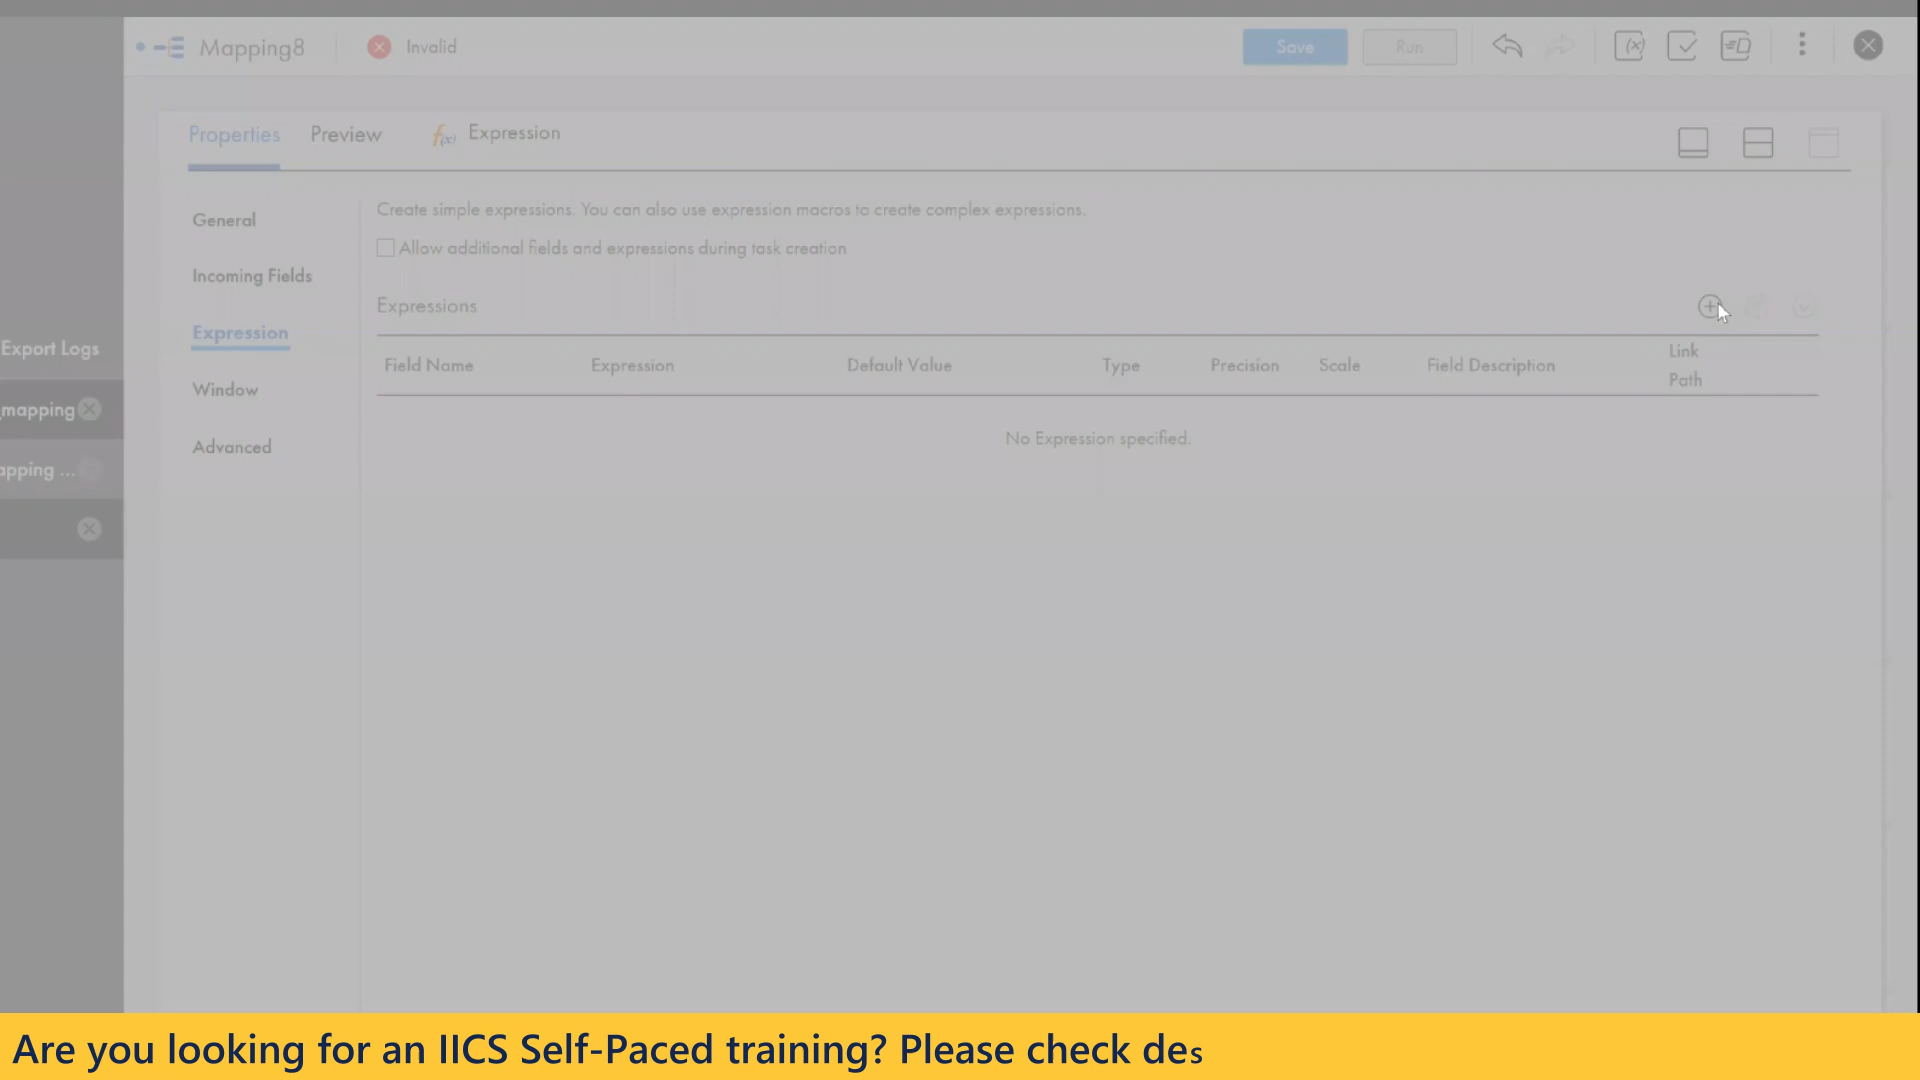 Mapping8
Invalid
Save
Run
Properties
Preview
f(x) Expression
General
Incoming Fields
Expression
Window
Advanced
Create simple expressions. You can also use expression macros to create complex expressions.
Allow additional fields and expressions during task creation
Expressions
Field Name
Expression
Default Value
Type
Precision
Scale
Field Description
Link
Path
No Expression specified.
Export Logs
_mapping
apping ...
Are you looking for an IICS Self-Paced training? Please check des